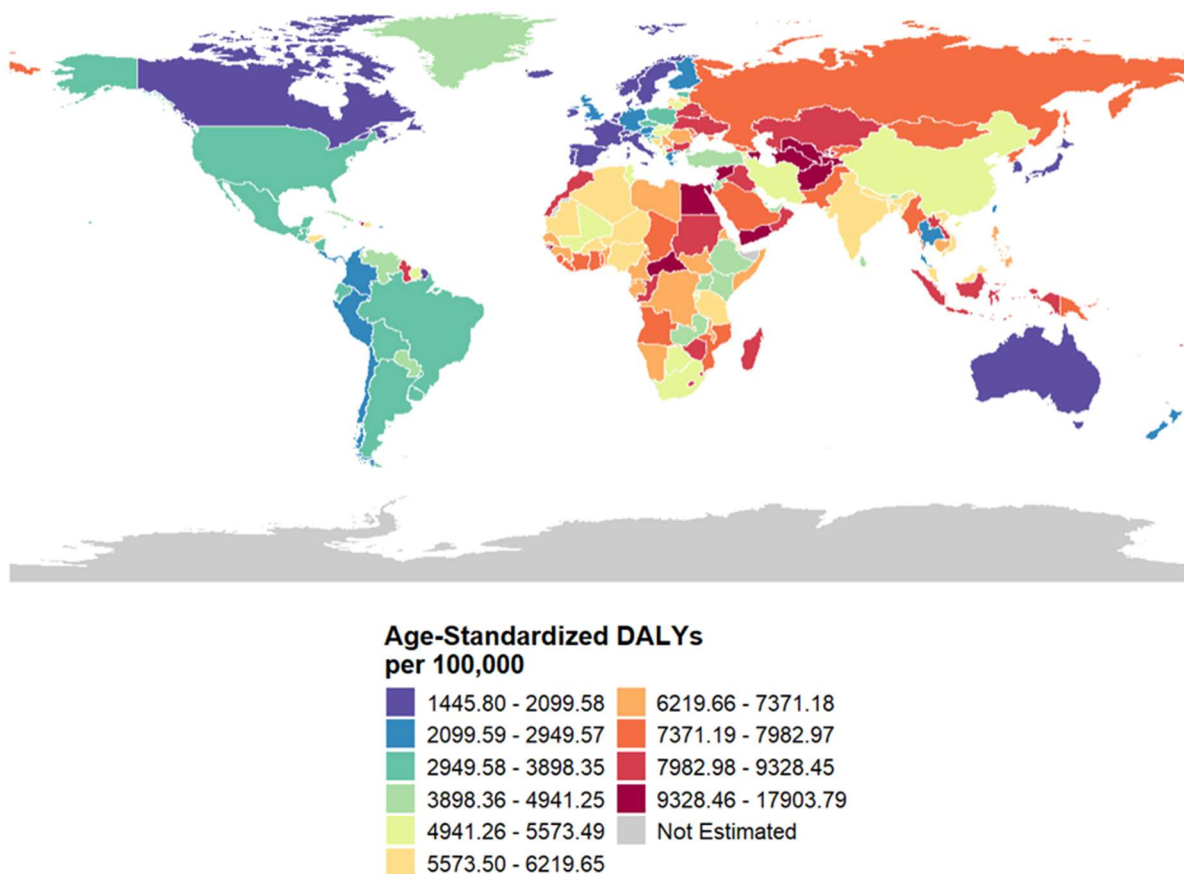 Age-Standardized DALYs
per 100,000
1445.80 - 2099.58
2099.59 - 2949.57
2949.58 - 3898.35
3898.36 - 4941.25
4941.26 - 5573.49
5573.50 - 6219.65
6219.66 - 7371.18
7371.19 - 7982.97
7982.98 - 9328.45
9328.46 - 17903.79
Not Estimated